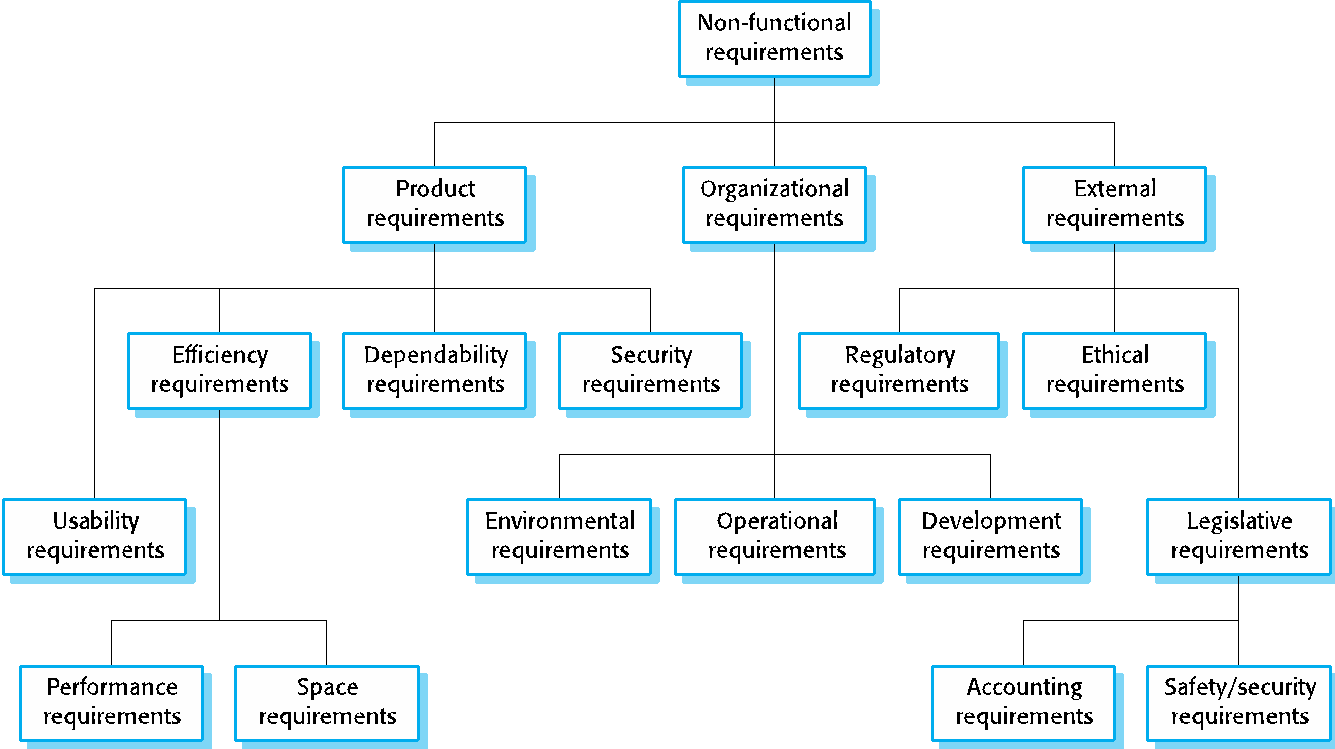 Non-functional
requirements
Product
requirements
Organizational
requirements
External
requirements
Efficiency
requirements
Dependability
requirements
Security
requirements
Regulatory
requirements
Ethical
requirements
Usability
requirements
Environmental
requirements
Operational
requirements
Development
requirements
Legislative
requirements
Performance
requirements
Space
requirements
Accounting
requirements
Safety/security
requirements